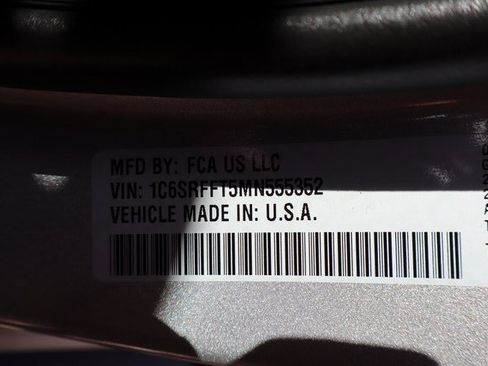 MFD BY: FCA US LLC
VIN: 1C6SRFFT5MN555352
VEHICLE MADE IN: U.S.A.